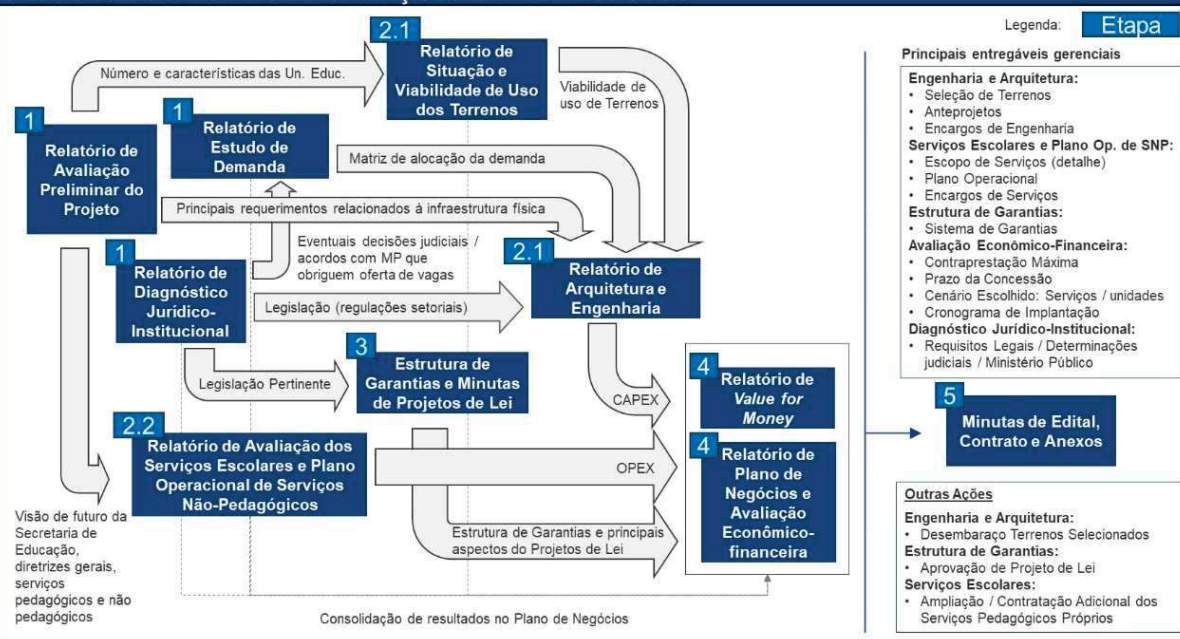 Legenda:
Etapa
2.1
Relatório de
Situação e
Viabilidade de Uso
dos Terrenos
Número e características das Un. Educ.
Viabilidade de
uso de Terrenos
1
Relatório de
Avaliação
Preliminar do
Projeto
1
Relatório de
Estudo de
Demanda
Matriz de alocação da demanda
Principais requerimentos relacionados à infraestrutura física
Eventuais decisões judiciais /
acordos com MP que
obriguem oferta de vagas
1
Relatório de
Diagnóstico
Jurídico-
Institucional
2.1
Relatório de
Arquitetura e
Engenharia
Legislação (regulações setoriais)
Legislação Pertinente
3
Estrutura de
Garantias e Minutas
de Projetos de Lei
CAPEX
4
Relatório de
Value for
Money
2.2
Relatório de Avaliação dos
Serviços Escolares e Plano
Operacional de Serviços
Não-Pedagógicos
OPEX
4
Relatório de
Plano de
Negócios e
Avaliação
Econômico-
financeira
Estrutura de Garantias e principais
aspectos do Projetos de Lei
Visão de futuro da
Secretaria de
Educação,
diretrizes gerais,
serviços
pedagógicos e não
pedagógicos
Consolidação de resultados no Plano de Negócios
Principais entregáveis gerenciais
Engenharia e Arquitetura:
• Seleção de Terrenos
• Anteprojetos
• Encargos de Engenharia
Serviços Escolares e Plano Op. de SNP:
• Escopo de Serviços (detalhe)
• Plano Operacional
• Encargos de Serviços
Estrutura de Garantias:
• Sistema de Garantias
Avaliação Econômico-Financeira:
• Contraprestação Máxima
• Prazo da Concessão
• Cenário Escolhido: Serviços / unidades
• Cronograma de Implantação
Diagnóstico Jurídico-Institucional:
• Requisitos Legais / Determinações
judiciais / Ministério Público
5
Minutas de Edital,
Contrato e Anexos
Outras Ações
Engenharia e Arquitetura:
• Desembaraço Terrenos Selecionados
Estrutura de Garantias:
• Aprovação de Projeto de Lei
Serviços Escolares:
• Ampliação / Contratação Adicional dos
Serviços Pedagógicos Próprios